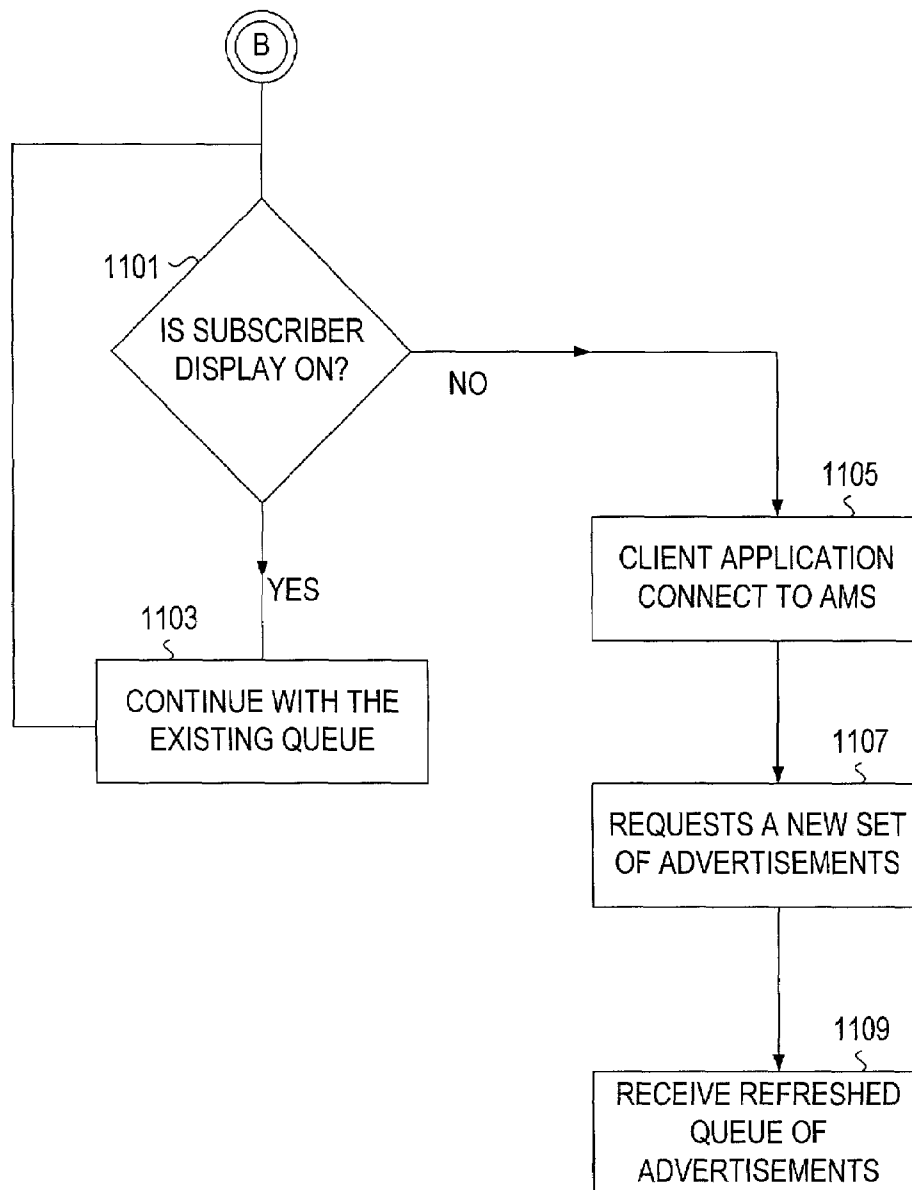 B
1101
IS SUBSCRIBER
DISPLAY ON?
NO
YES
1103
CONTINUE WITH THE
EXISTING QUEUE
1105
CLIENT APPLICATION
CONNECT TO AMS
1107
REQUESTS A NEW SET
OF ADVERTISEMENTS
1109
RECEIVE REFRESHED
QUEUE OF
ADVERTISEMENTS